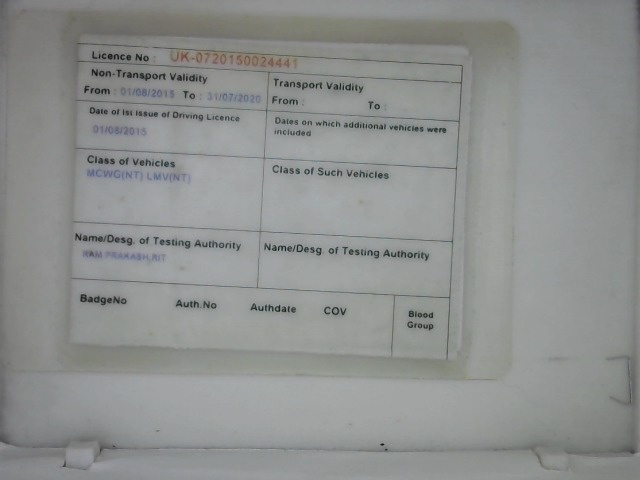 Licence No : UK-0720150024441
Non-Transport Validity
From : 01/08/2015 To : 31/07/2020
Transport Validity
From : To :
Date of Ist issue of Driving Licence
01/08/2015
Dates on which additional vehicles were
included
Class of Vehicles
MCWG(NT) LMV(NT)
Class of Such Vehicles
Name/Desg. of Testing Authority
RAM PRAKASH,RIT
Name/Desg. of Testing Authority
BadgeNo Auth.No Authdate COV
Blood
Group